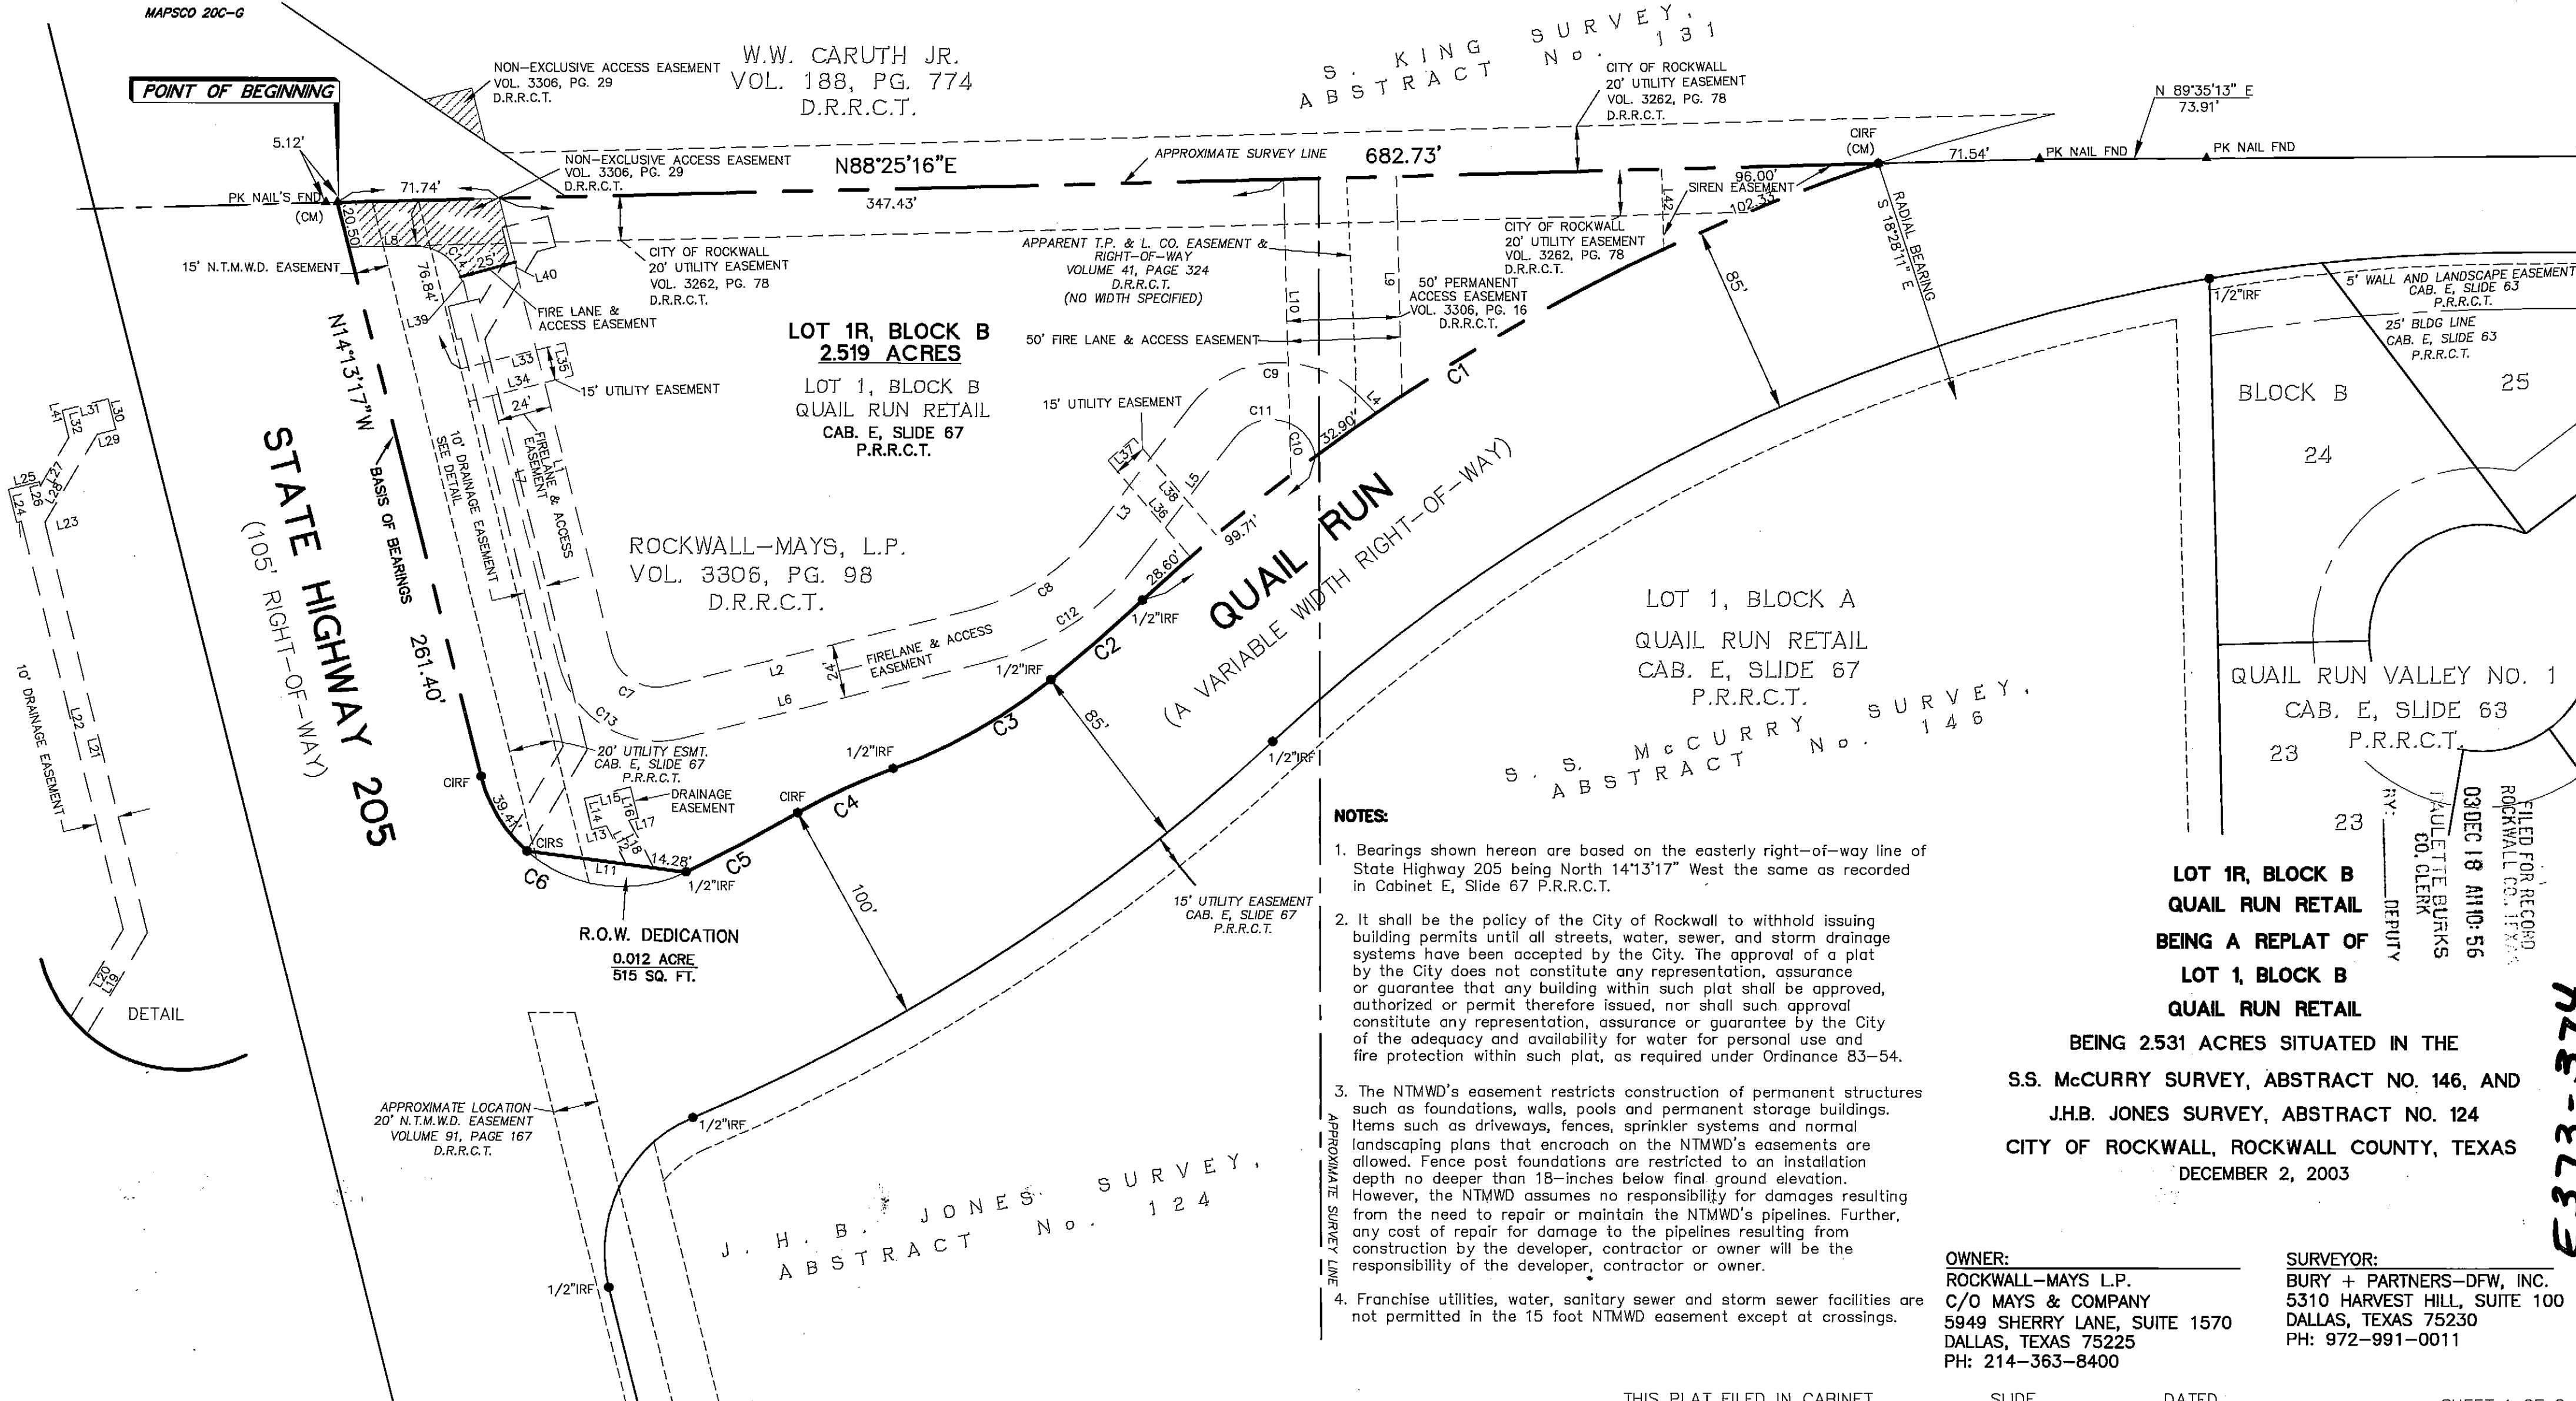 MAPSCO 20C-G
POINT OF BEGINNING
5.12'
PK NAIL'S FND
(CM)
NON-EXCLUSIVE ACCESS EASEMENT
VOL. 3306, PG. 29
D.R.R.C.T.
W.W. CARUTH JR.
VOL. 188, PG. 774
D.R.R.C.T.
S. KING SURVEY,
ABSTRACT No. 131
CITY OF ROCKWALL
20' UTILITY EASEMENT
VOL. 3262, PG. 78
D.R.R.C.T.
N 89°35'13" E
73.91'
CIRF
(CM)
71.54'
PK NAIL FND
PK NAIL FND
NON-EXCLUSIVE ACCESS EASEMENT
VOL. 3306, PG. 29
D.R.R.C.T.
71.74'
N88°25'16"E
347.43'
APPROXIMATE SURVEY LINE
682.73'
96.00'
SIREN EASEMENT
102.33'
L42
RADIAL BEARING
S 18°28'11" E
20.50
L8
C14
25'
76.84'
L40
L39
15' N.T.M.W.D. EASEMENT
FIRE LANE &
ACCESS EASEMENT
CITY OF ROCKWALL
20' UTILITY EASEMENT
VOL. 3262, PG. 78
D.R.R.C.T.
APPARENT T.P. & L. CO. EASEMENT &
RIGHT-OF-WAY
VOLUME 41, PAGE 324
D.R.R.C.T.
(NO WIDTH SPECIFIED)
CITY OF ROCKWALL
20' UTILITY EASEMENT
VOL. 3262, PG. 78
D.R.R.C.T.
50' PERMANENT
ACCESS EASEMENT
VOL. 3306, PG. 16
D.R.R.C.T.
50' FIRE LANE & ACCESS EASEMENT
L10
L9
85'
1/2"IRF
5' WALL AND LANDSCAPE EASEMENT
CAB. E, SLIDE 63
P.R.R.C.T.
25' BLDG LINE
CAB. E, SLIDE 63
P.R.R.C.T.
BLOCK B
25
24
LOT 1R, BLOCK B
2.519 ACRES
LOT 1, BLOCK B
QUAIL RUN RETAIL
CAB. E, SLIDE 67
P.R.R.C.T.
L33
L35
L34
24'
15' UTILITY EASEMENT
15' UTILITY EASEMENT
C9
C11
C10
L4
C1
32.90'
L37
L38
L36
L5
L3
99.71'
28.60'
1/2"IRF
N14°13'17"W
BASIS OF BEARINGS
261.40'
10' DRAINAGE EASEMENT
SEE DETAIL
L7
L1
FIRELANE & ACCESS
EASEMENT
STATE HIGHWAY 205
(105' RIGHT-OF-WAY)
L41
L31
L30
L32
L29
L27
L28
L25
L26
L24
L23
10' DRAINAGE EASEMENT
L22
L21
L20
L19
DETAIL
ROCKWALL-MAYS, L.P.
VOL. 3306, PG. 98
D.R.R.C.T.
C8
C12
L2
L6
24'
FIRELANE & ACCESS
EASEMENT
C7
C13
QUAIL RUN
(A VARIABLE WIDTH RIGHT-OF-WAY)
C2
1/2"IRF
C3
1/2"IRF
C4
CIRF
C5
85'
100'
1/2"IRF
20' UTILITY ESMT.
CAB. E, SLIDE 67
P.R.R.C.T.
DRAINAGE
EASEMENT
L15
L16
L14
L17
L13
L12
L18
14.28'
L11
CIRF
39.41'
CIRS
C6
1/2"IRF
R.O.W. DEDICATION
0.012 ACRE
515 SQ. FT.
15' UTILITY EASEMENT
CAB. E, SLIDE 67
P.R.R.C.T.
APPROXIMATE LOCATION
20' N.T.M.W.D. EASEMENT
VOLUME 91, PAGE 167
D.R.R.C.T.
1/2"IRF
1/2"IRF
J. H. B. JONES SURVEY,
ABSTRACT No. 124
APPROXIMATE SURVEY LINE
LOT 1, BLOCK A
QUAIL RUN RETAIL
CAB. E, SLIDE 67
P.R.R.C.T.
S. S. McCURRY SURVEY,
ABSTRACT No. 146
QUAIL RUN VALLEY NO. 1
CAB. E, SLIDE 63
P.R.R.C.T.
23
23
NOTES:
1. Bearings shown hereon are based on the easterly right-of-way line of
State Highway 205 being North 14°13'17" West the same as recorded
in Cabinet E, Slide 67 P.R.R.C.T.
2. It shall be the policy of the City of Rockwall to withhold issuing
building permits until all streets, water, sewer, and storm drainage
systems have been accepted by the City. The approval of a plat
by the City does not constitute any representation, assurance
or guarantee that any building within such plat shall be approved,
authorized or permit therefore issued, nor shall such approval
constitute any representation, assurance or guarantee by the City
of the adequacy and availability for water for personal use and
fire protection within such plat, as required under Ordinance 83-54.
3. The NTMWD's easement restricts construction of permanent structures
such as foundations, walls, pools and permanent storage buildings.
Items such as driveways, fences, sprinkler systems and normal
landscaping plans that encroach on the NTMWD's easements are
allowed. Fence post foundations are restricted to an installation
depth no deeper than 18-inches below final ground elevation.
However, the NTMWD assumes no responsibility for damages resulting
from the need to repair or maintain the NTMWD's pipelines. Further,
any cost of repair for damage to the pipelines resulting from
construction by the developer, contractor or owner will be the
responsibility of the developer, contractor or owner.
4. Franchise utilities, water, sanitary sewer and storm sewer facilities are
not permitted in the 15 foot NTMWD easement except at crossings.
FILED FOR RECORD
ROCKWALL CO. TEXAS
03 DEC 18 AM 10:56
PAULETTE BURKS
CO. CLERK
BY: DEPUTY
LOT 1R, BLOCK B
QUAIL RUN RETAIL
BEING A REPLAT OF
LOT 1, BLOCK B
QUAIL RUN RETAIL
BEING 2.531 ACRES SITUATED IN THE
S.S. McCURRY SURVEY, ABSTRACT NO. 146, AND
J.H.B. JONES SURVEY, ABSTRACT NO. 124
CITY OF ROCKWALL, ROCKWALL COUNTY, TEXAS
DECEMBER 2, 2003
E373-374
OWNER:
ROCKWALL-MAYS L.P.
C/O MAYS & COMPANY
5949 SHERRY LANE, SUITE 1570
DALLAS, TEXAS 75225
PH: 214-363-8400
SURVEYOR:
BURY + PARTNERS-DFW, INC.
5310 HARVEST HILL, SUITE 100
DALLAS, TEXAS 75230
PH: 972-991-0011
THIS PLAT FILED IN CABINET SLIDE DATED